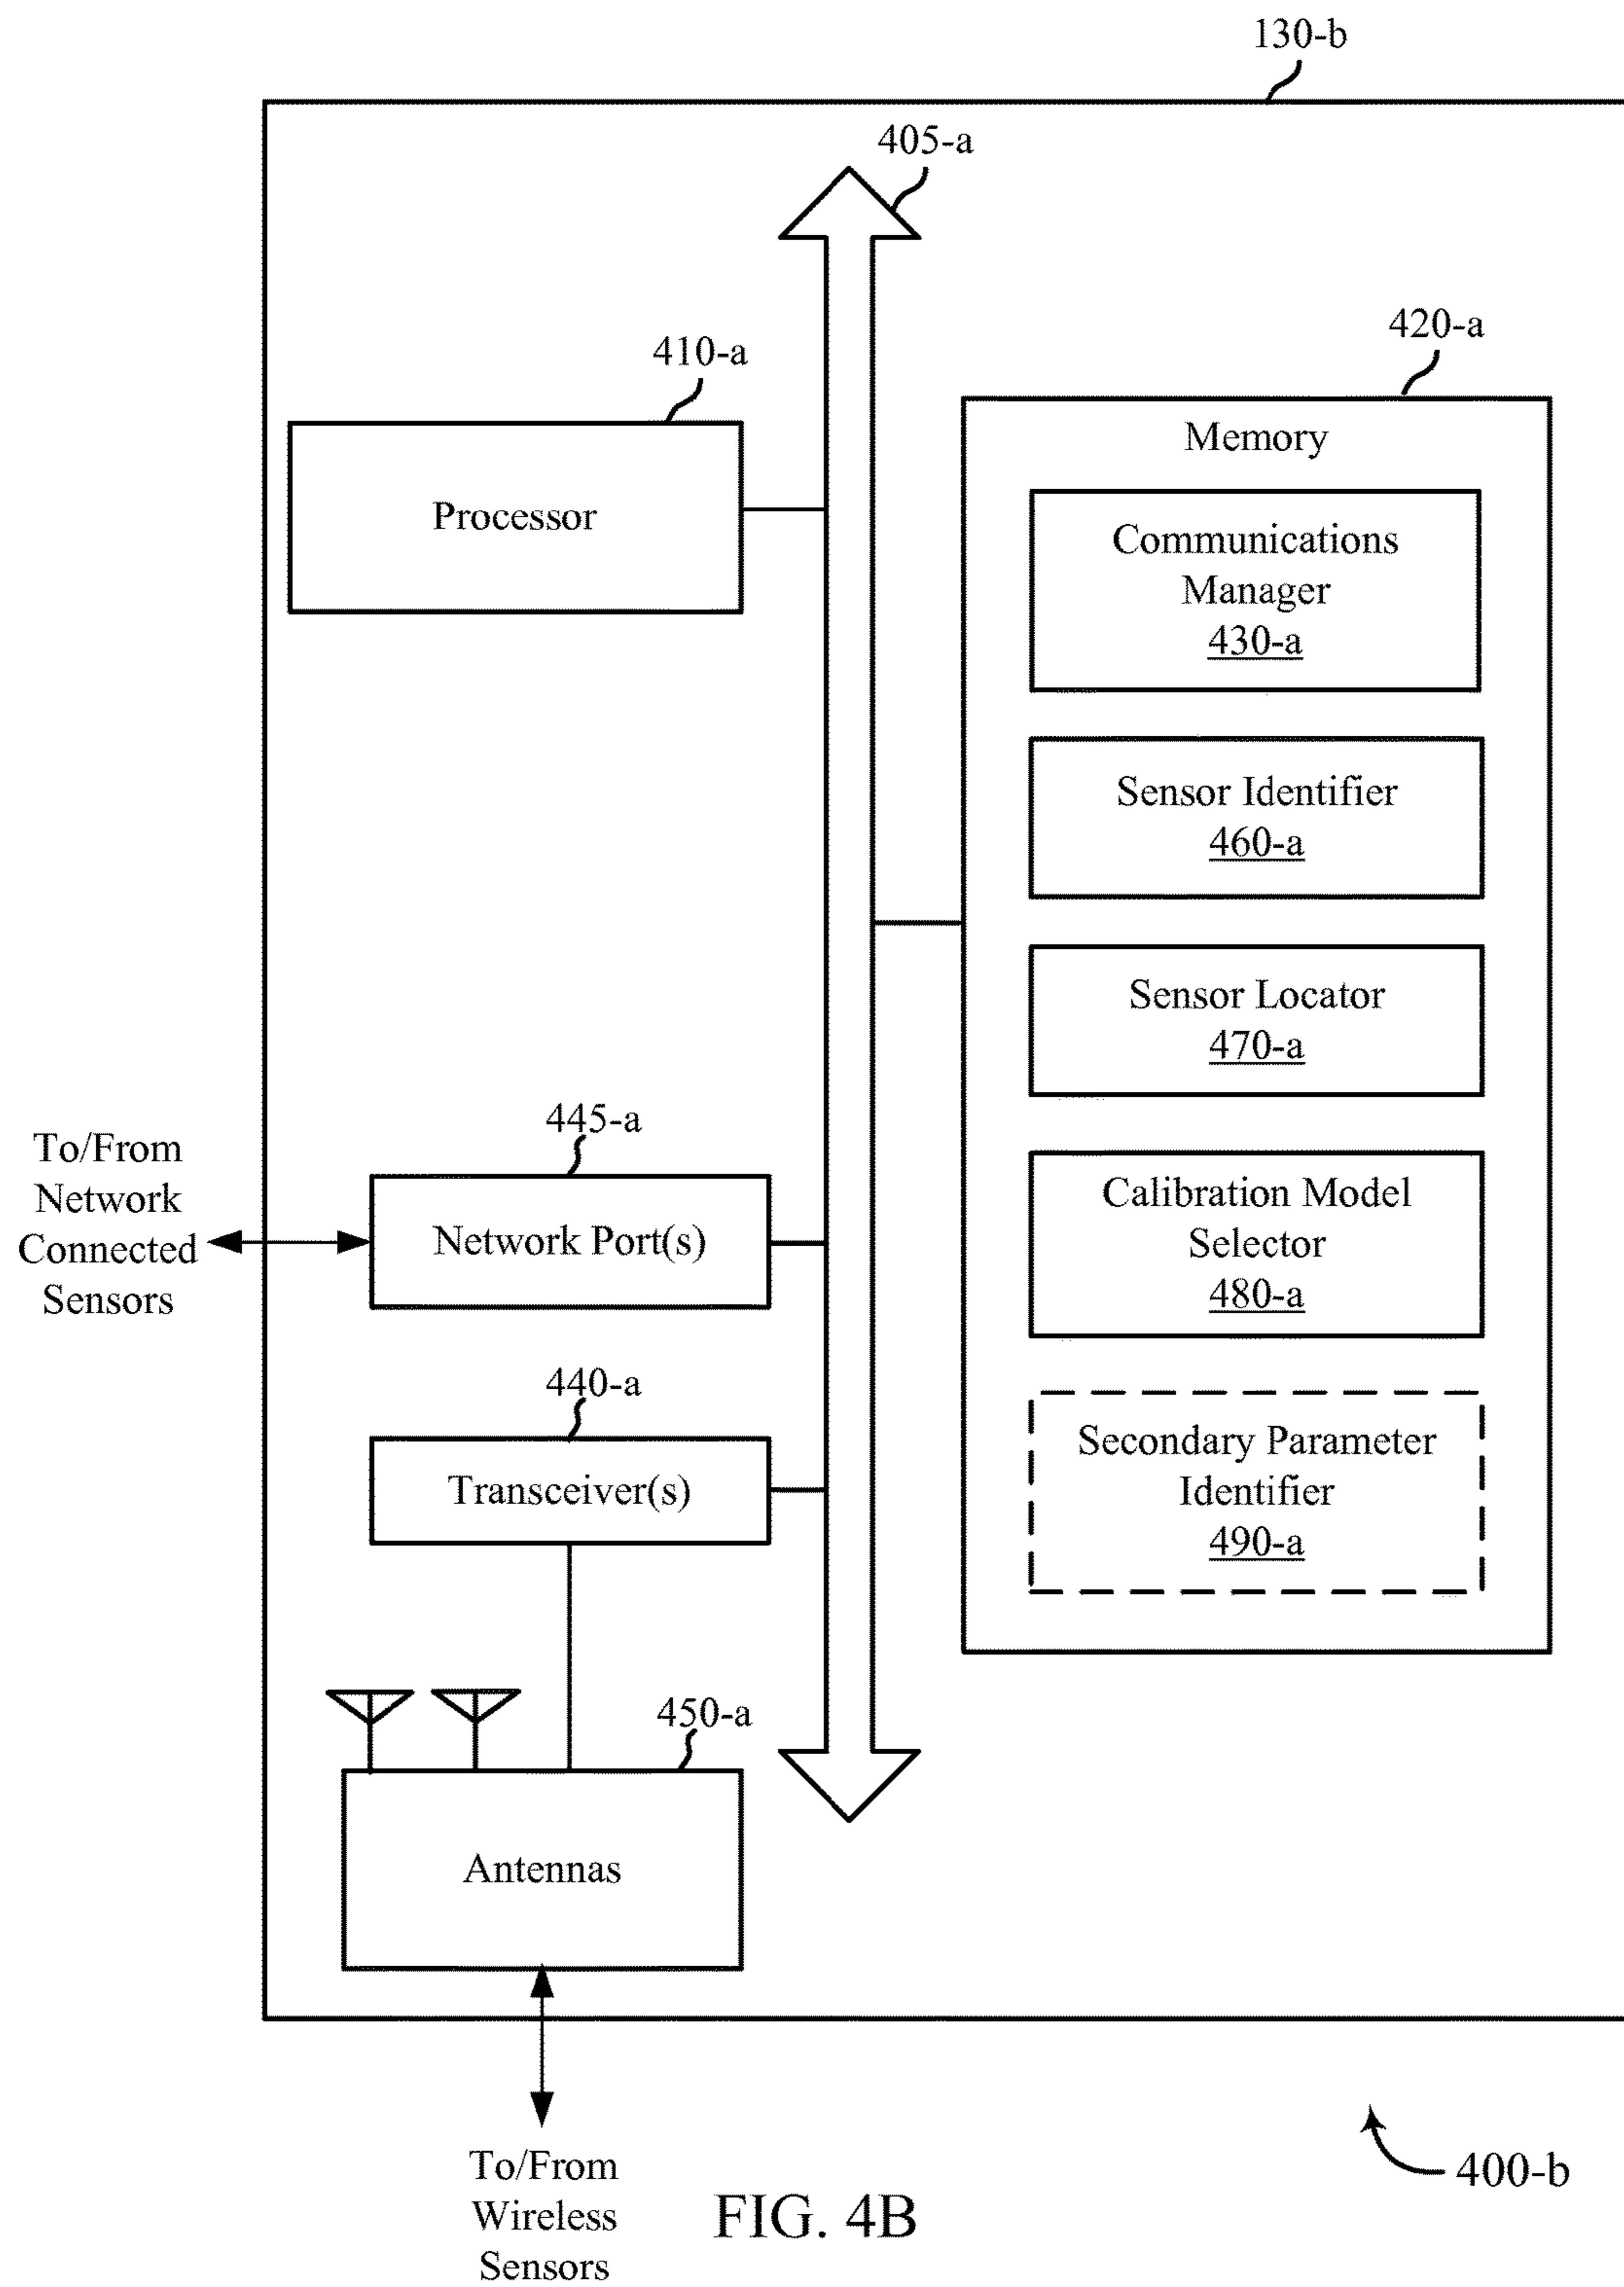 130-b
405-a
420-a
410-a
Memory
Processor
Communications
Manager
430-a
Sensor Identifier
460-a
Sensor Locator
470-a
445-a
To/From
Network
Connected
Sensors
Network Port(s)
Calibration Model
Selector
480-a
440-a
Transceiver(s)
Secondary Parameter
Identifier
490-a
450-a
Antennas
To/From
Wireless
Sensors
400-b
FIG. 4B